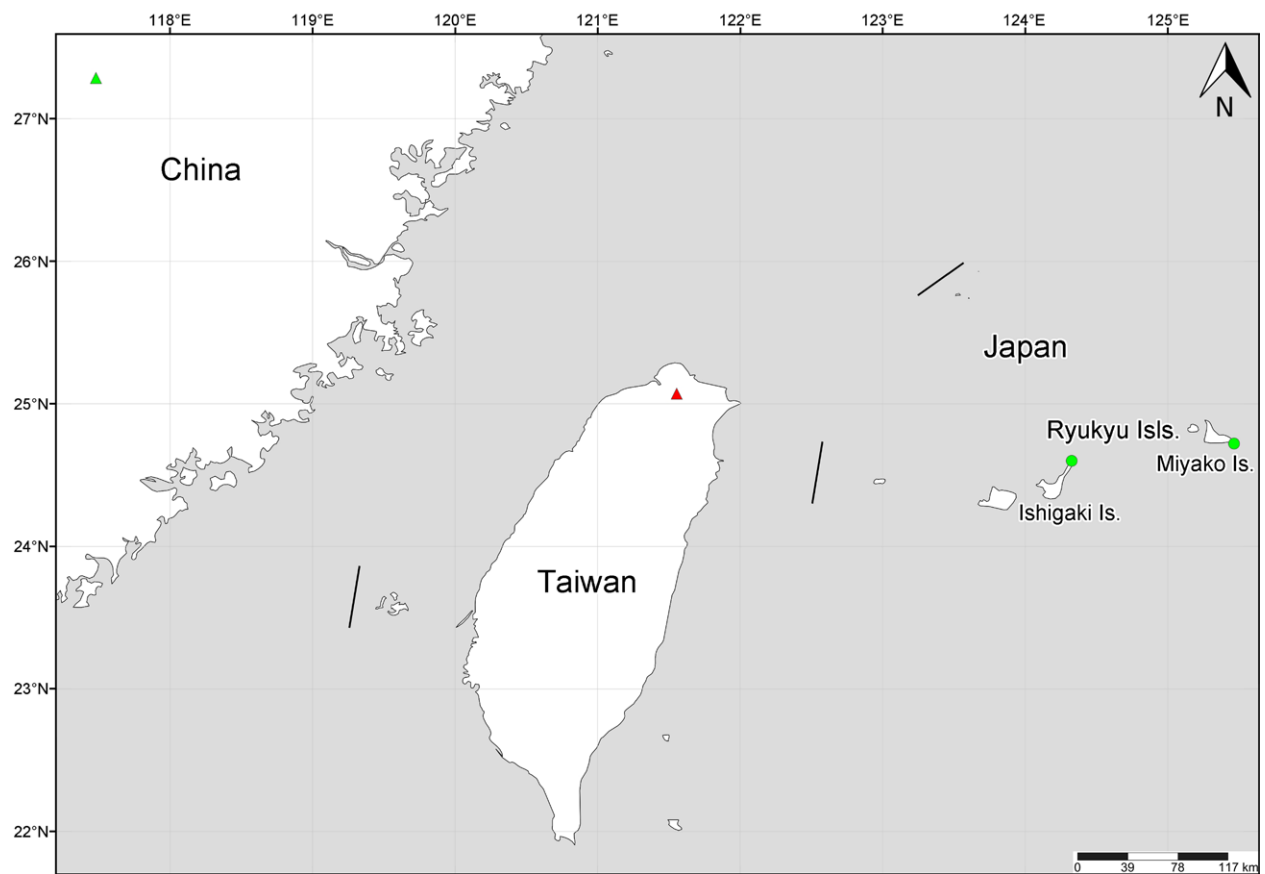 118°E 119°E 120°E 121°E 122°E 123°E 124°E 125°E
N
27°N
China
26°N
Japan
25°N
Ryukyu Isls.
Miyako Is.
Ishigaki Is.
24°N
Taiwan
23°N
22°N
0 39 78 117 km